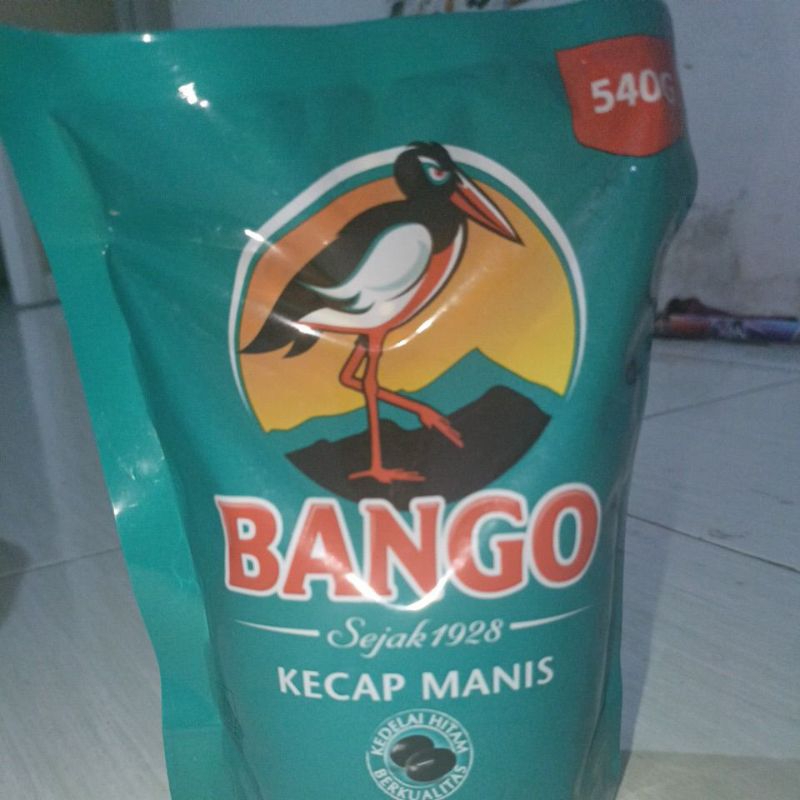 540G
BANGO
Sejak 1928
KECAP MANIS
KEDELAI HITAM
BERKUALITAS